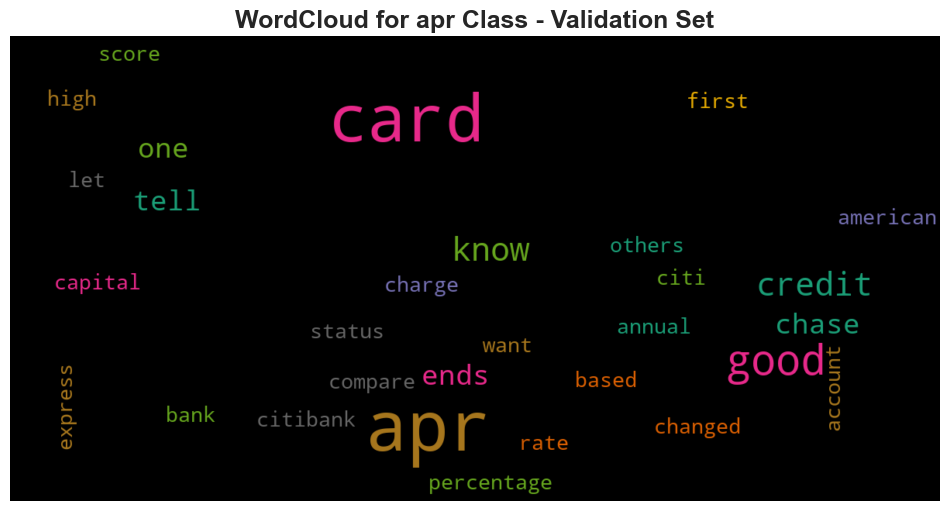 WordCloud for apr Class - Validation Set
score
high
card
first
one
let
tell
american
know
others
capital
charge
citi
credit
status
annual
chase
want
good
compare
ends
based
account
express
bank
citibank
apr
rate
changed
percentage